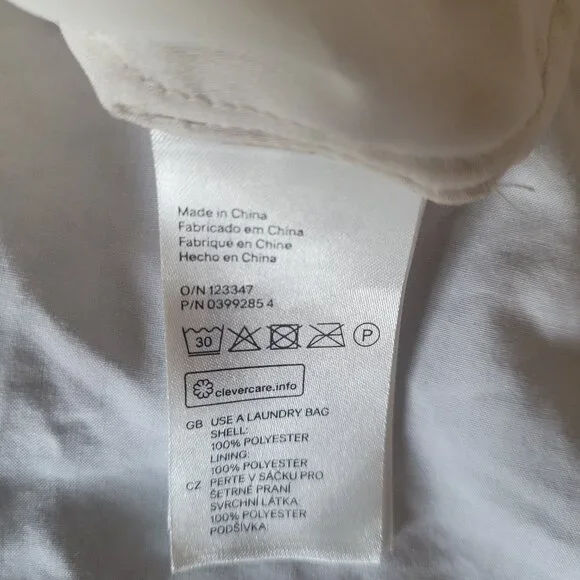 Made in China
Fabricado em China
Fabriqué en Chine
Hecho en China
O/N 123347
P/N 0399285 4
30 P
clevercare.info
GB USE A LAUNDRY BAG
SHELL:
100% POLYESTER
LINING:
100% POLYESTER
CZ PERTE V SÁČKU PRO
ŠETRNÉ PRANÍ
SVRCHNÍ LÁTKA:
100% POLYESTER
PODŠÍVKA: